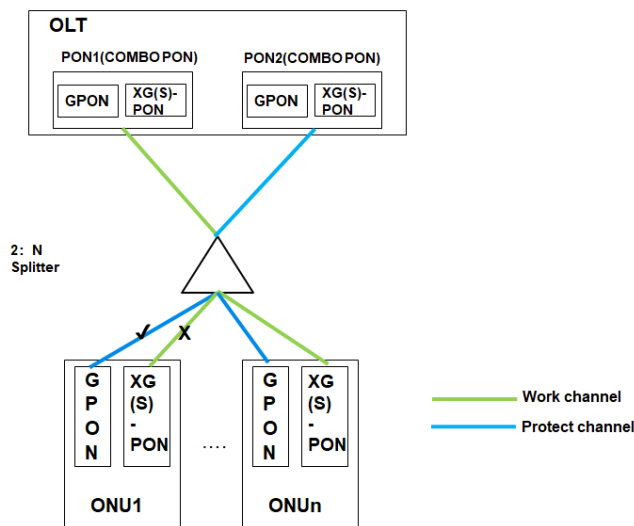 OLT
PON1(COMBO PON)
PON2(COMBO PON)
GPON
XG(S)-
PON
GPON
XG(S)-
PON
2: N
Splitter
✓ X
G
P
O
N
XG
(S)
-
PON
....
G
P
O
N
XG
(S)
-
PON
ONU1
ONUn
Work channel
Protect channel